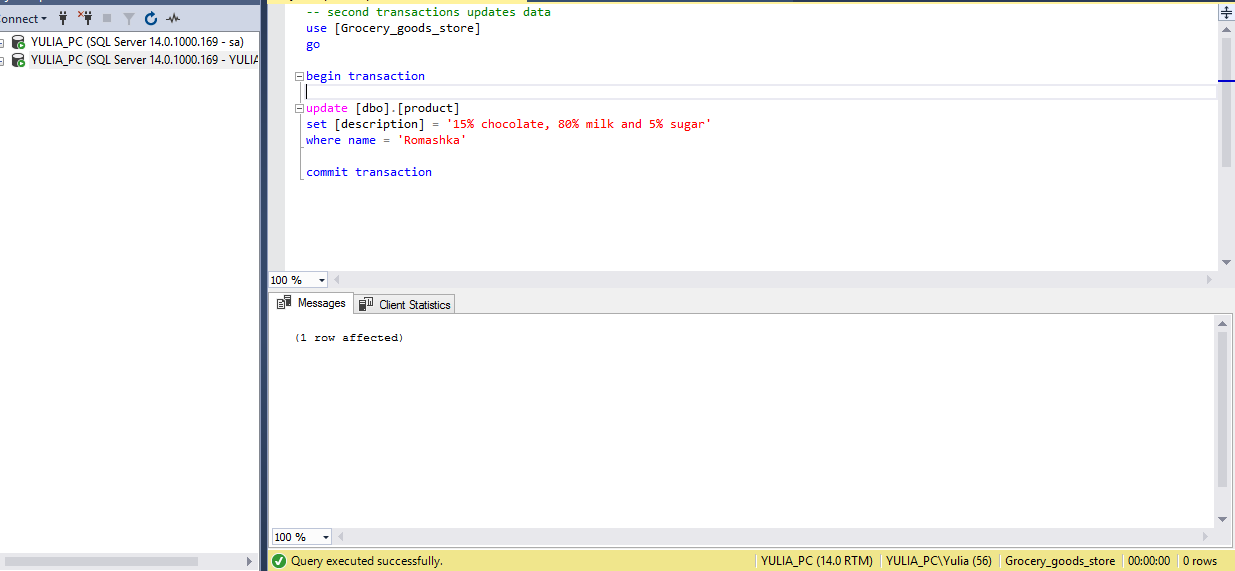 onnect
YULIA_PC (SQL Server 14.0.1000.169 - sa)
YULIA_PC (SQL Server 14.0.1000.169 - YULIA
-- second transactions updates data
use [Grocery_goods_store]
go
begin transaction
update [dbo].[product]
set [description] = '15% chocolate, 80% milk and 5% sugar'
where name = 'Romashka'
commit transaction
100 %
Messages
Client Statistics
(1 row affected)
100 %
Query executed successfully.
YULIA_PC (14.0 RTM)
YULIA_PC\Yulia (56)
Grocery_goods_store
00:00:00
0 rows